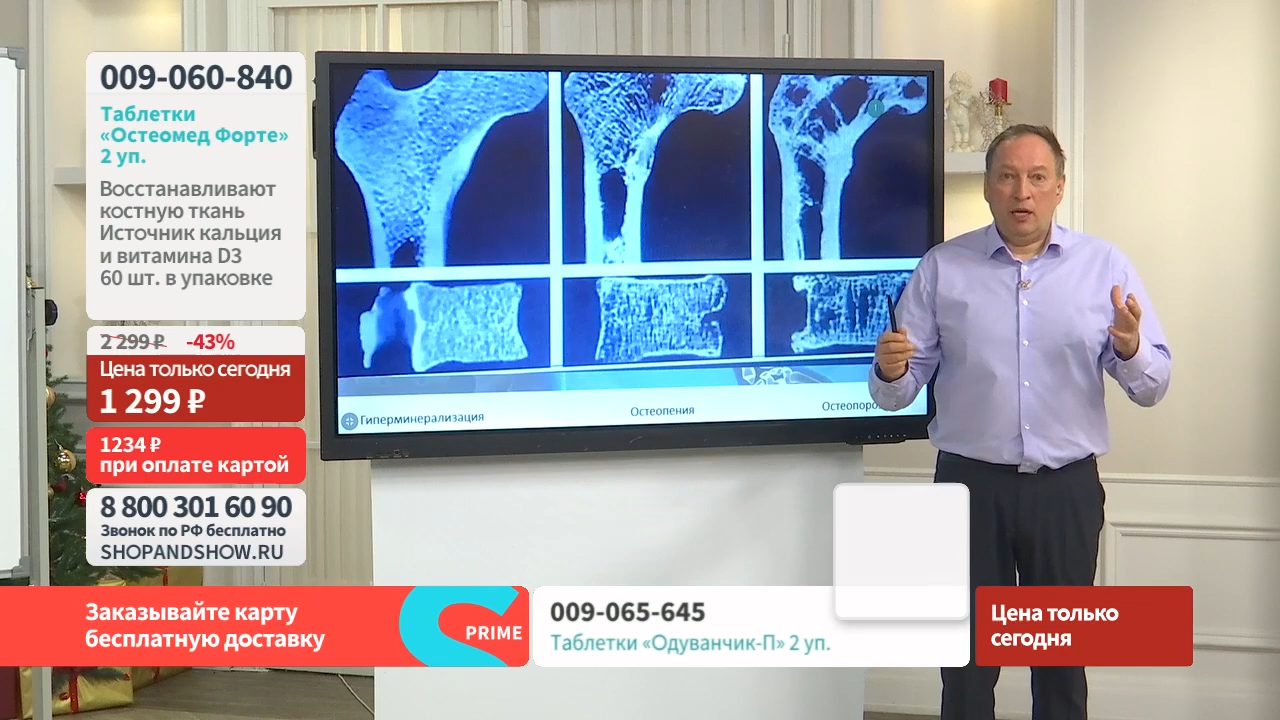 009-060-840
Таблетки
«Остеомед Форте»
2 уп.
Восстанавливают
костную ткань
Источник кальция
и витамина D3
60 шт. в упаковке
2 299 ₽ -43%
Цена только сегодня
1 299 ₽
1234 ₽
при оплате картой
8 800 301 60 90
Звонок по РФ бесплатно
SHOPANDSHOW.RU
1
Гиперминерализация
Остеопения
Остеопоро
Заказывайте карту
бесплатную доставку
PRIME
009-065-645
Таблетки «Одуванчик-П» 2 уп.
Цена только
сегодня